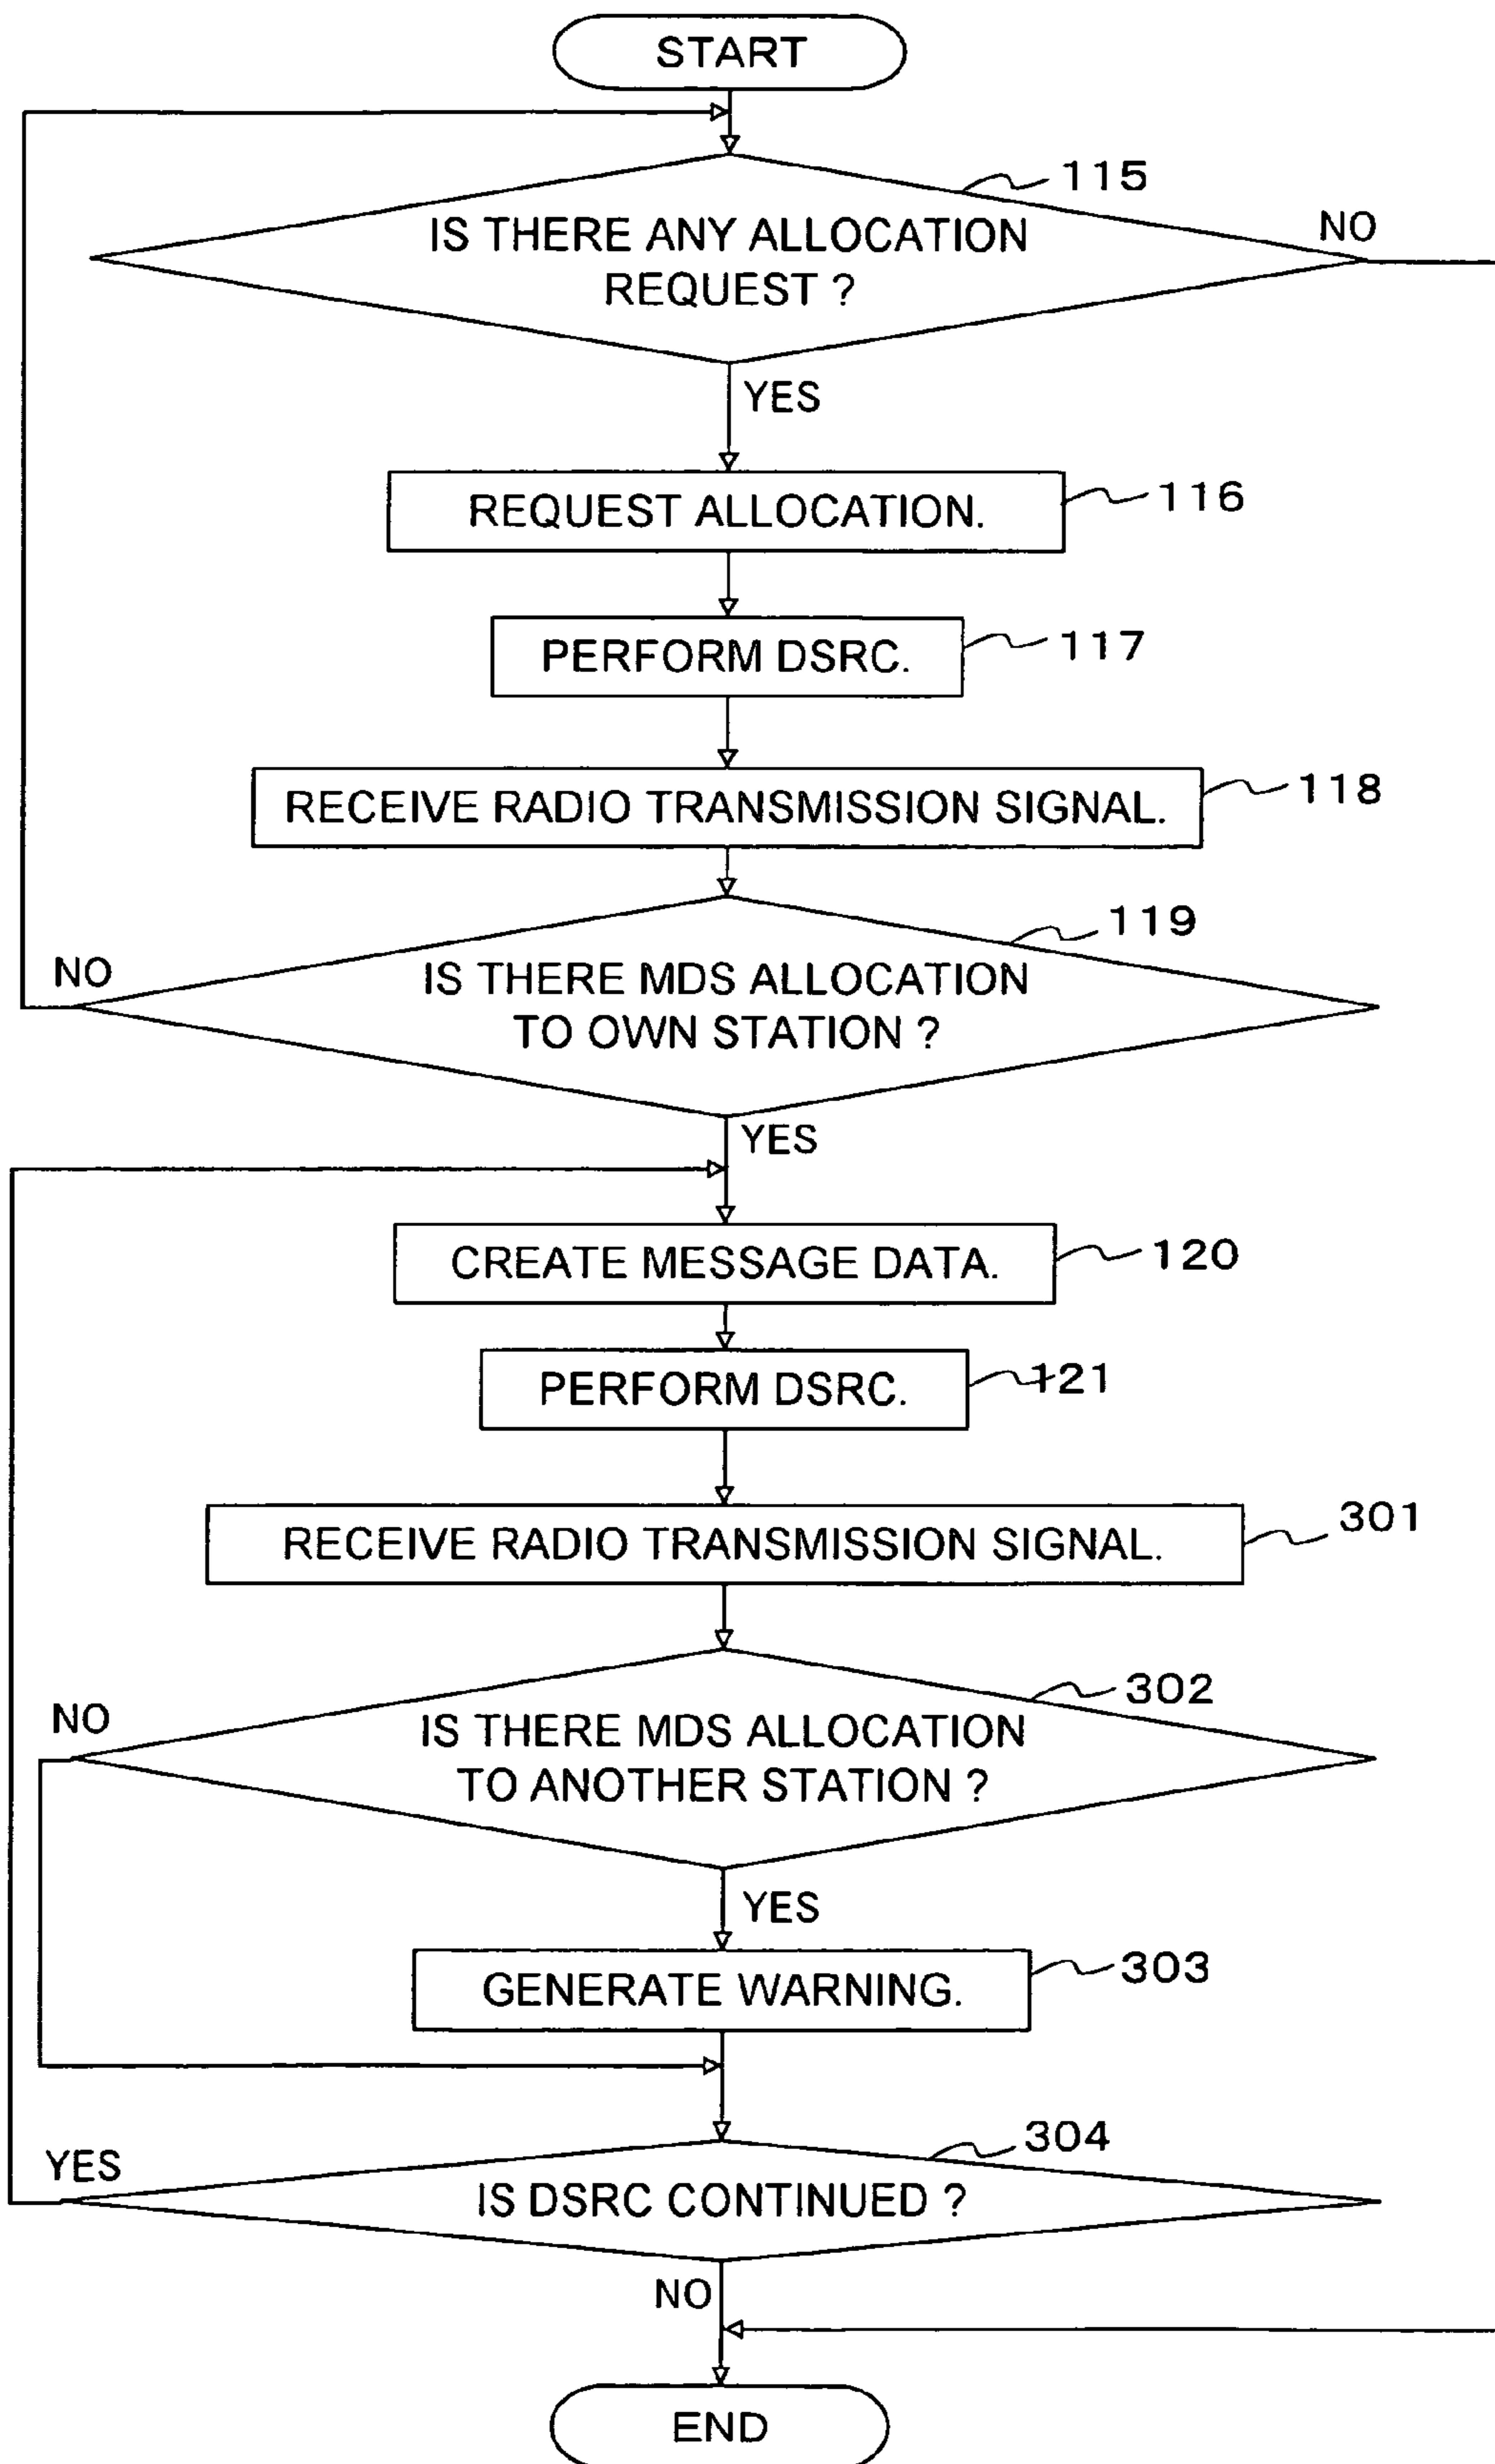 START
115
IS THERE ANY ALLOCATION
REQUEST ?
NO
YES
REQUEST ALLOCATION.
116
PERFORM DSRC.
117
RECEIVE RADIO TRANSMISSION SIGNAL.
118
119
NO
IS THERE MDS ALLOCATION
TO OWN STATION ?
YES
CREATE MESSAGE DATA.
120
PERFORM DSRC.
121
RECEIVE RADIO TRANSMISSION SIGNAL.
301
302
NO
IS THERE MDS ALLOCATION
TO ANOTHER STATION ?
YES
GENERATE WARNING.
303
304
YES
IS DSRC CONTINUED ?
NO
END